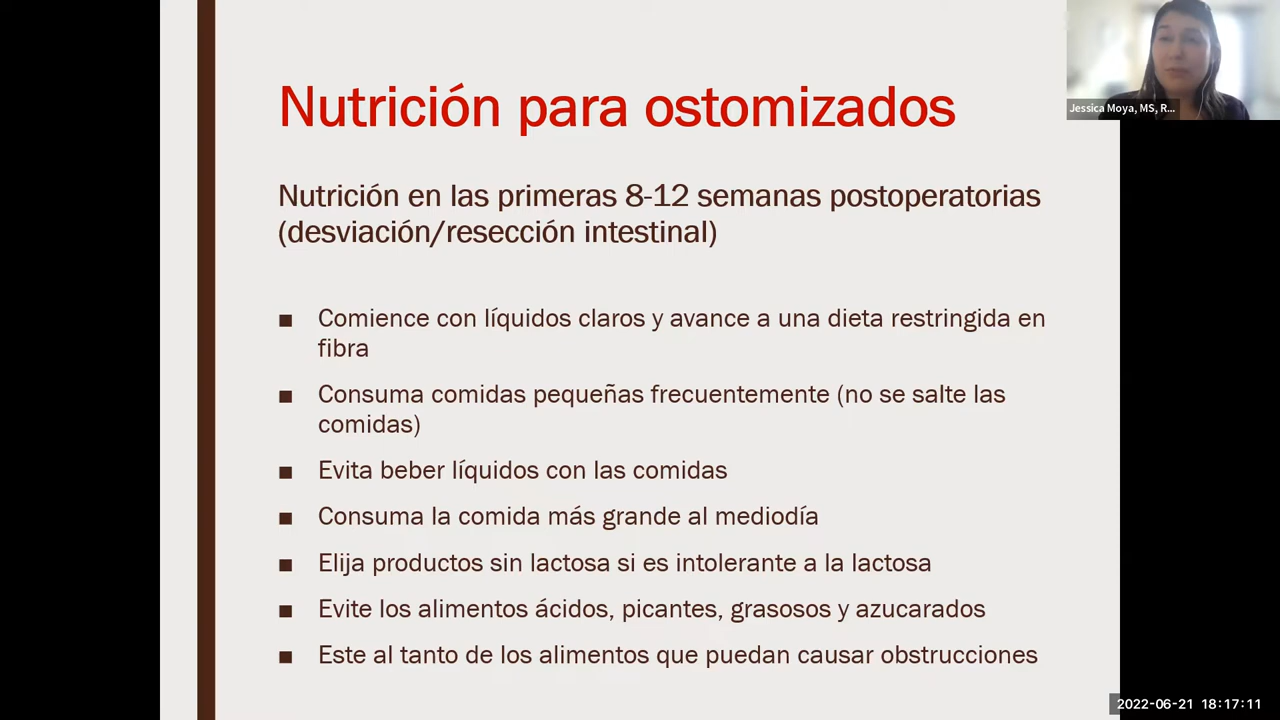 Nutrición para ostomizados
Nutrición en las primeras 8-12 semanas postoperatorias
(desviación/resección intestinal)
■ Comience con líquidos claros y avance a una dieta restringida en
fibra
■ Consuma comidas pequeñas frecuentemente (no se salte las
comidas)
■ Evita beber líquidos con las comidas
■ Consuma la comida más grande al mediodía
■ Elija productos sin lactosa si es intolerante a la lactosa
■ Evite los alimentos ácidos, picantes, grasosos y azucarados
■ Este al tanto de los alimentos que puedan causar obstrucciones
Jessica Moya, MS, R...
2022-06-21 18:17:11